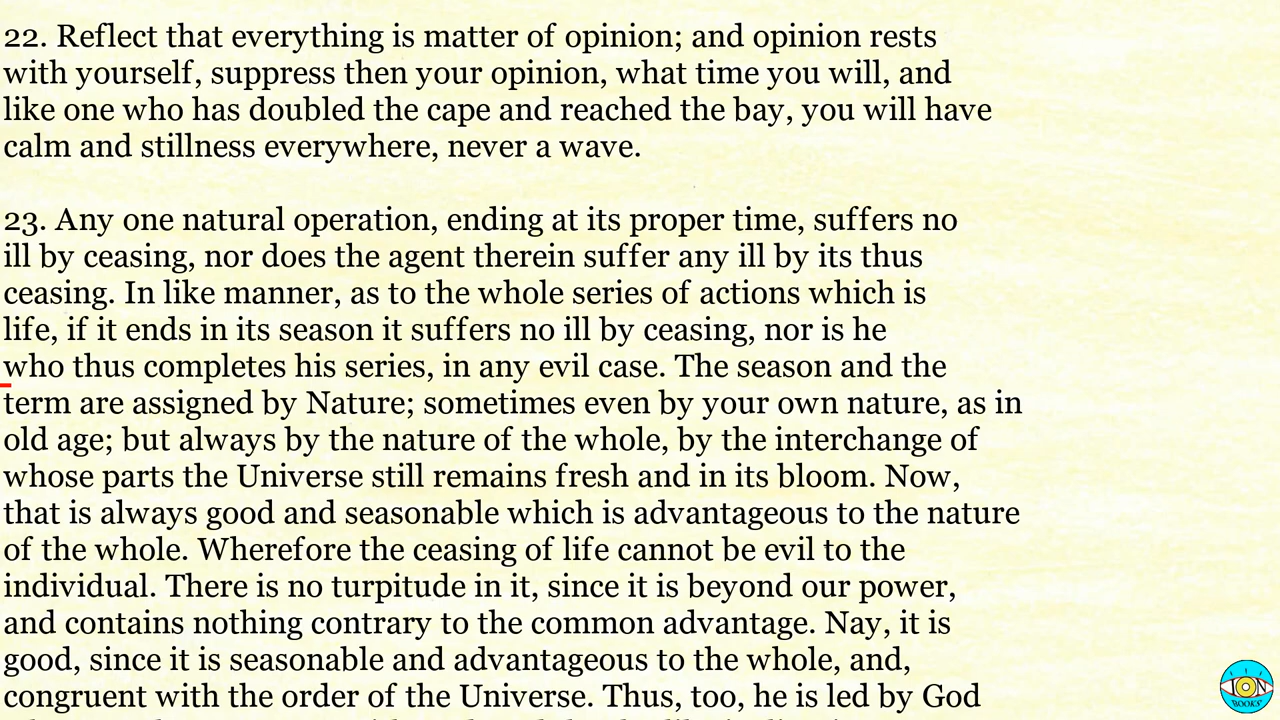 22. Reflect that everything is matter of opinion; and opinion rests
with yourself, suppress then your opinion, what time you will, and
like one who has doubled the cape and reached the bay, you will have
calm and stillness everywhere, never a wave.
23. Any one natural operation, ending at its proper time, suffers no
ill by ceasing, nor does the agent therein suffer any ill by its thus
ceasing. In like manner, as to the whole series of actions which is
life, if it ends in its season it suffers no ill by ceasing, nor is he
who thus completes his series, in any evil case. The season and the
term are assigned by Nature; sometimes even by your own nature, as in
old age; but always by the nature of the whole, by the interchange of
whose parts the Universe still remains fresh and in its bloom. Now,
that is always good and seasonable which is advantageous to the nature
of the whole. Wherefore the ceasing of life cannot be evil to the
individual. There is no turpitude in it, since it is beyond our power,
and contains nothing contrary to the common advantage. Nay, it is
good, since it is seasonable and advantageous to the whole, and,
congruent with the order of the Universe. Thus, too, he is led by God
ION
BOOKS